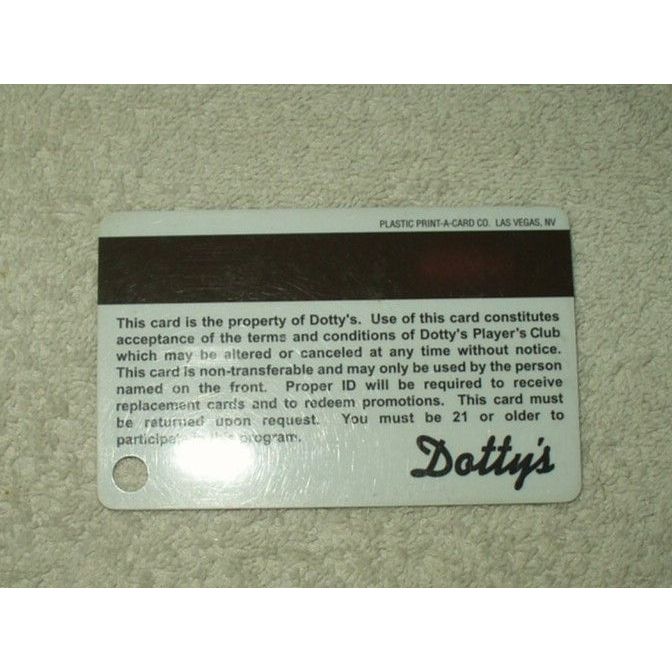 PLASTIC PRINT-A-CARD CO. LAS VEGAS, NV
This card is the property of Dotty's. Use of this card constitutes
acceptance of the terms and conditions of Dotty's Player's Club
which may be altered or canceled at any time without notice.
This card is non-transferable and may only be used by the person
named on the front. Proper ID will be required to receive
replacement cards and to redeem promotions. This card must
be returned upon request. You must be 21 or older to
participate in this program.
Dotty's